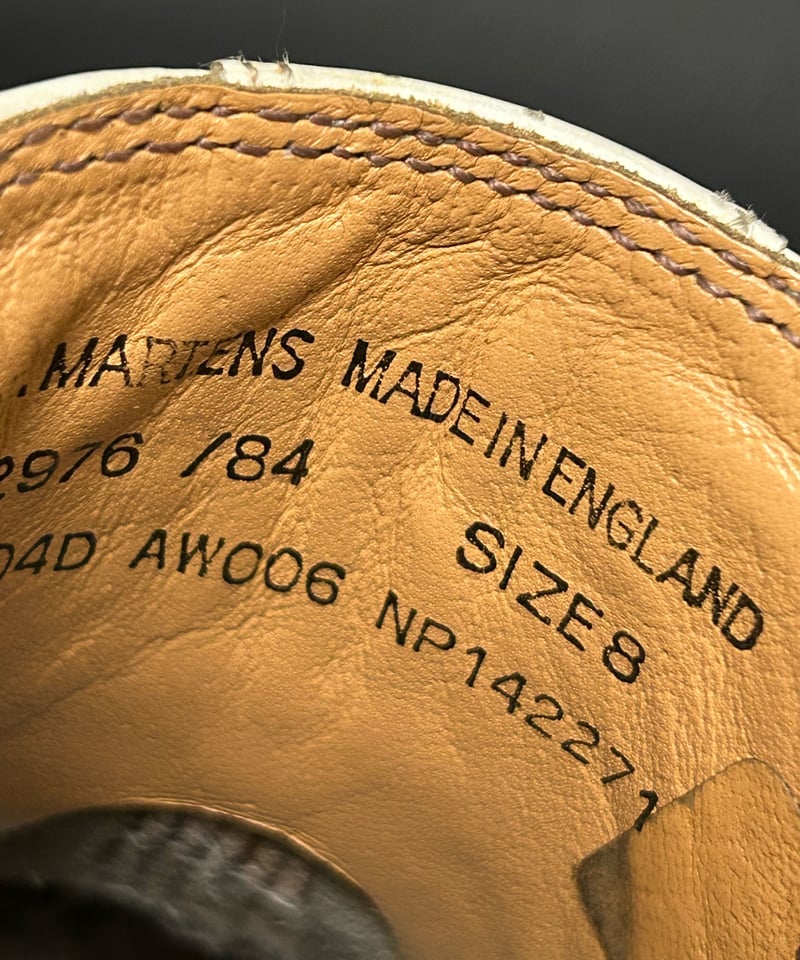 .MARTENS MADE IN ENGLAND
2976 /84 SIZE 8
04D AW006 NP142271